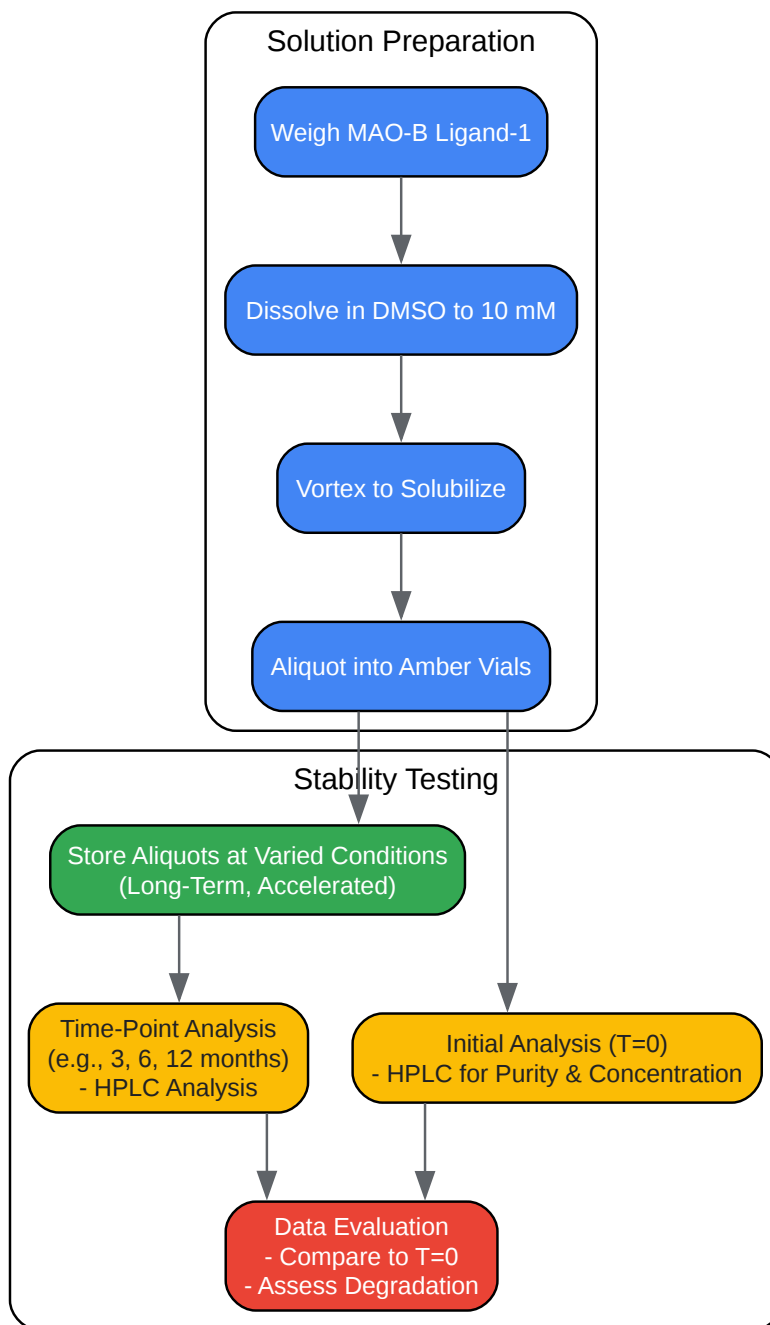 Solution Preparation
Weigh MAO-B Ligand-1
Dissolve in DMSO to 10 mM
Vortex to Solubilize
Aliquot into Amber Vials
Stability Testing
Store Aliquots at Varied Conditions
(Long-Term, Accelerated)
Time-Point Analysis
(e.g., 3, 6, 12 months)
- HPLC Analysis
Initial Analysis (T=0)
- HPLC for Purity & Concentration
Data Evaluation
- Compare to T=0
- Assess Degradation